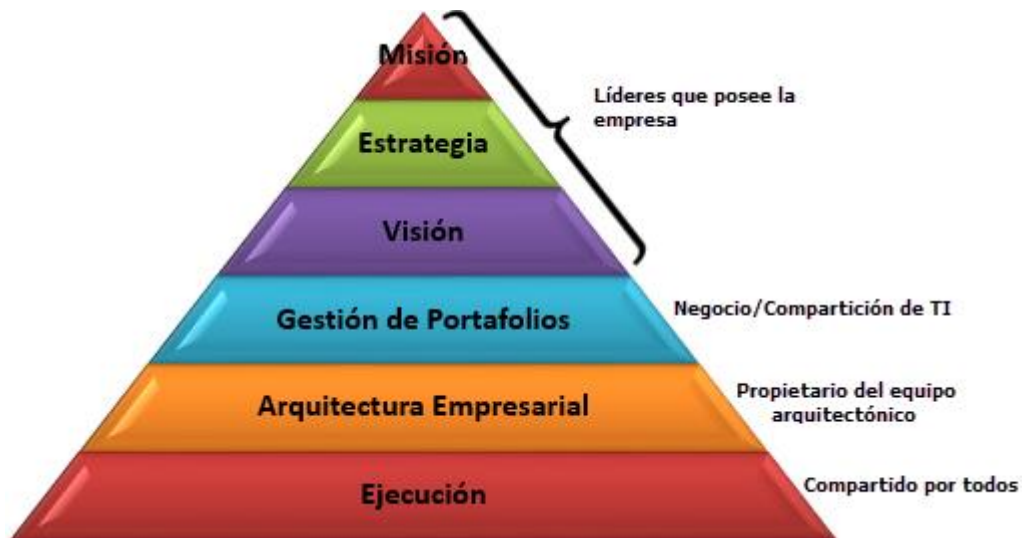 Misión
Líderes que posee la
empresa
Estrategia
Visión
Gestión de Portafolios
Negocio/Compartición de TI
Arquitectura Empresarial
Propietario del equipo
arquitectónico
Ejecución
Compartido por todos